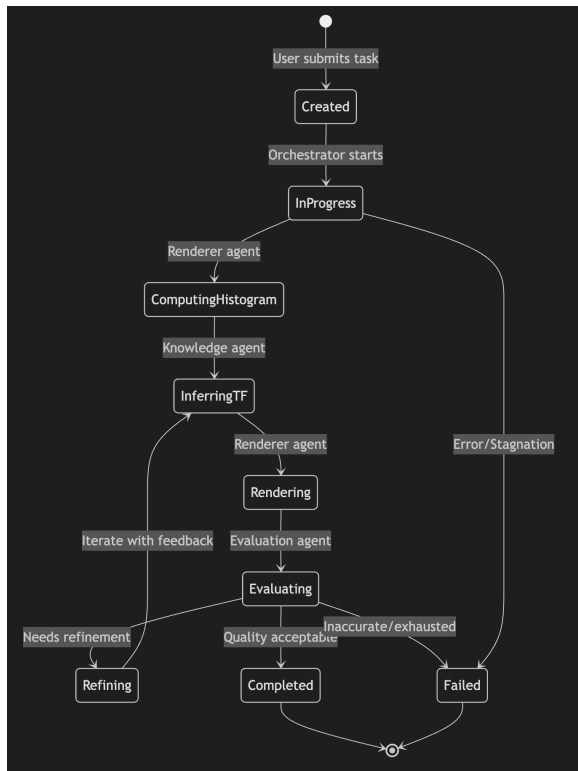 User submits task
Created
Orchestrator starts
InProgress
Renderer agent
ComputingHistogram
Knowledge agent
InferringTF
Renderer agent
Error/Stagnation
Rendering
Iterate with feedback
Evaluation agent
Evaluating
Needs refinement
Quality acceptable
Inaccurate/exhausted
Refining
Completed
Failed